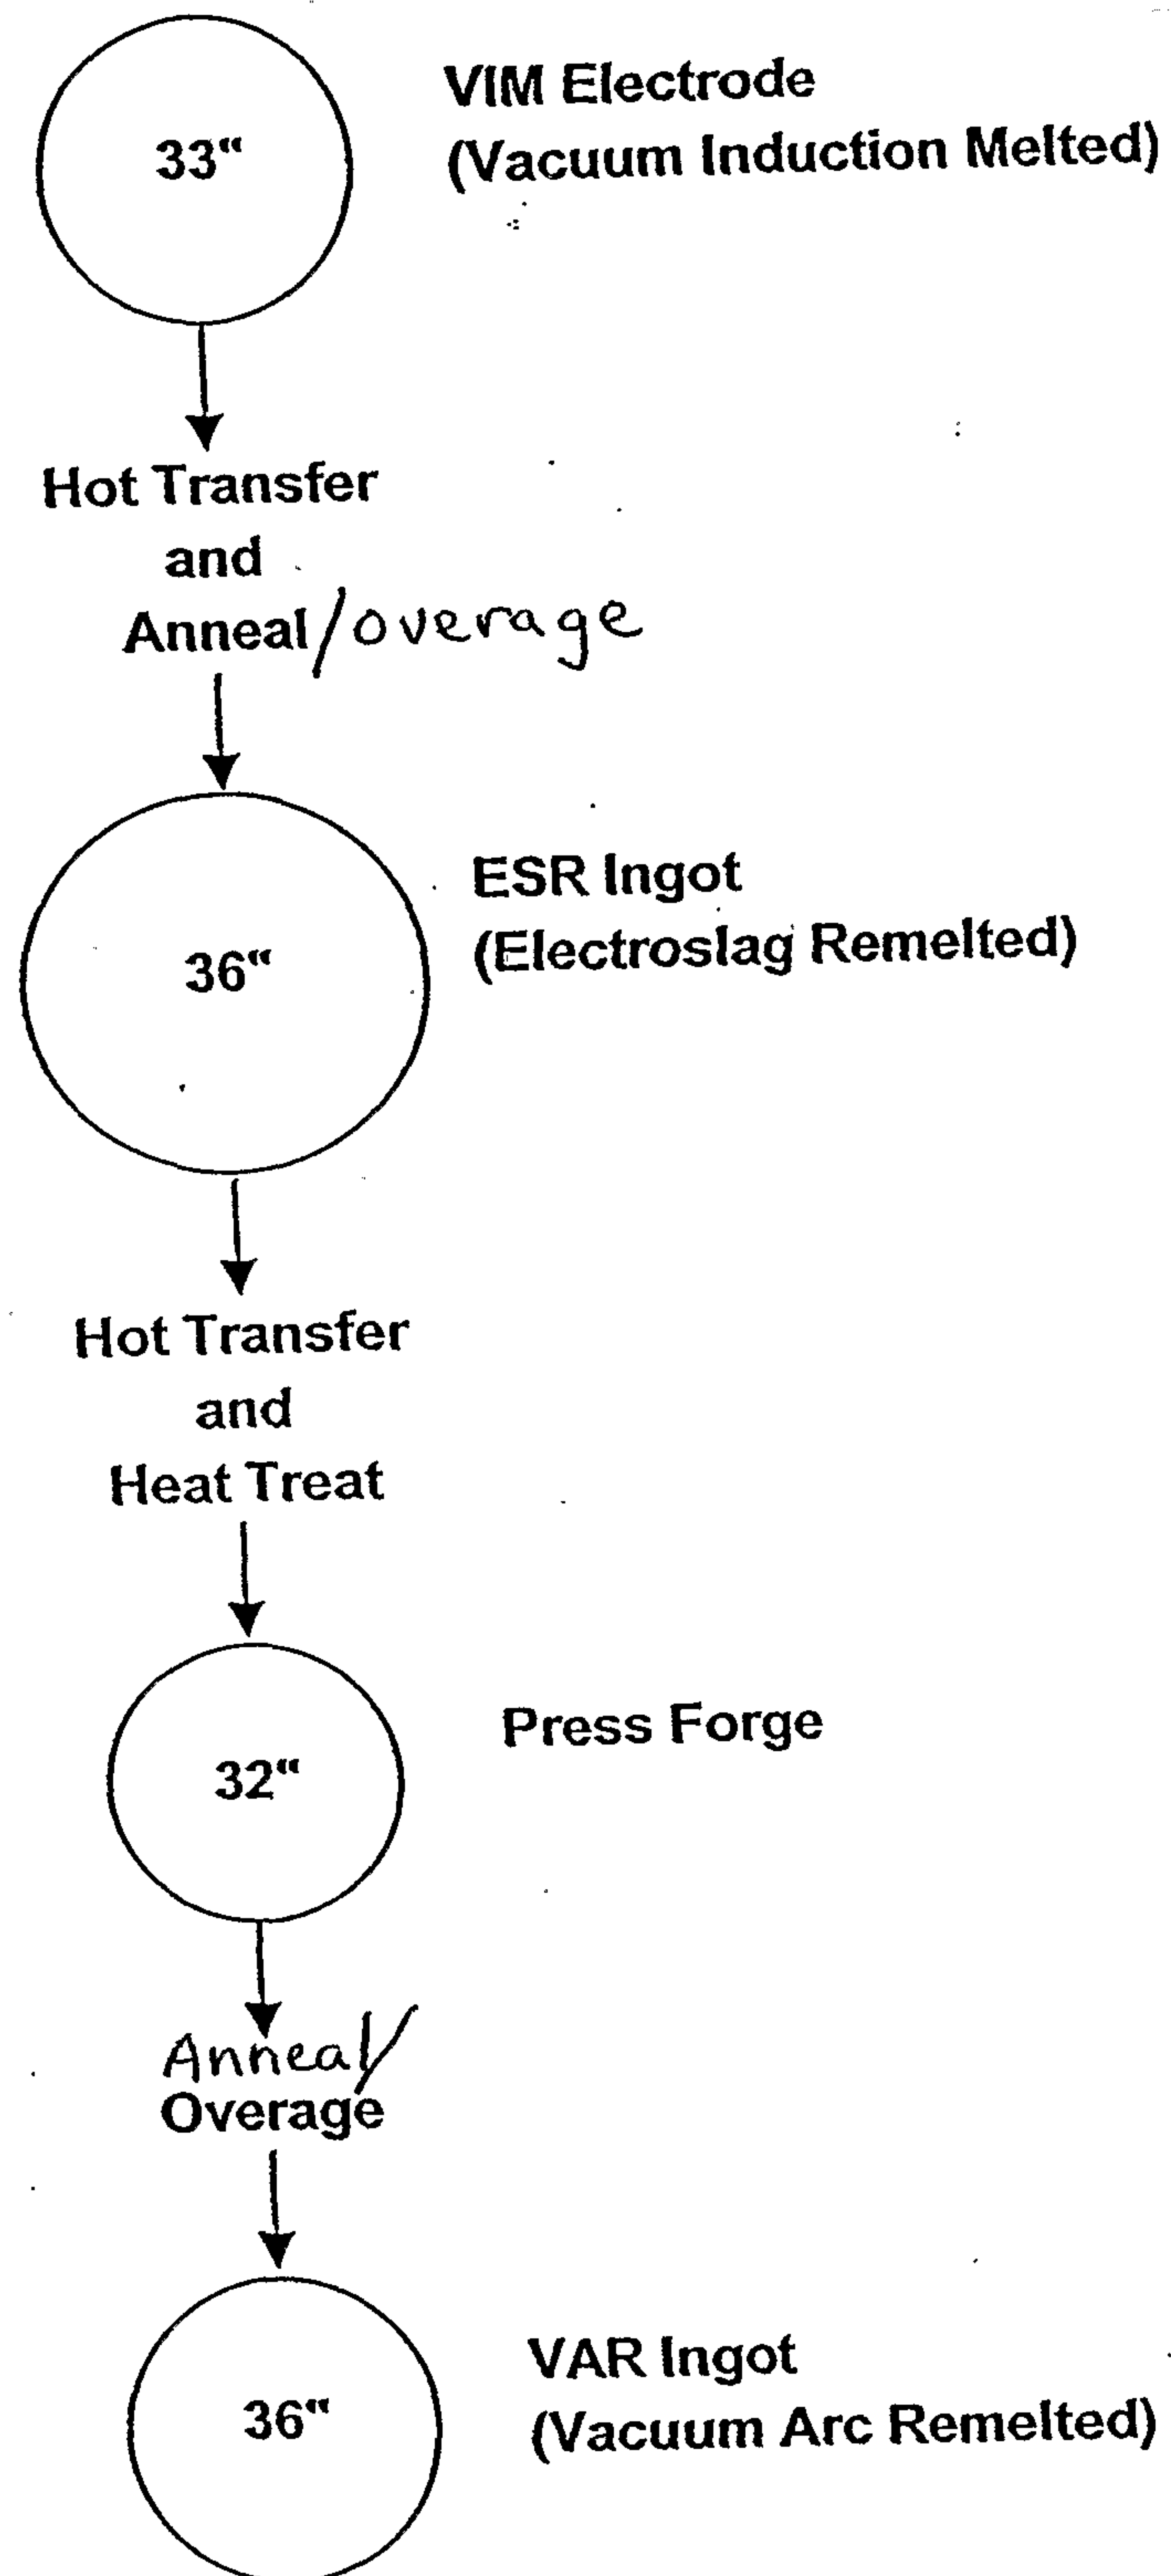 33“
VIM Electrode
(Vacuum Induction Melted)
Hot Transfer
and
Anneal/overage
36“
ESR Ingot
(Electroslag Remelted)
Hot Transfer
and
Heat Treat
32“
Press Forge
Anneal/
Overage
36“
VAR Ingot
(Vacuum Arc Remelted)